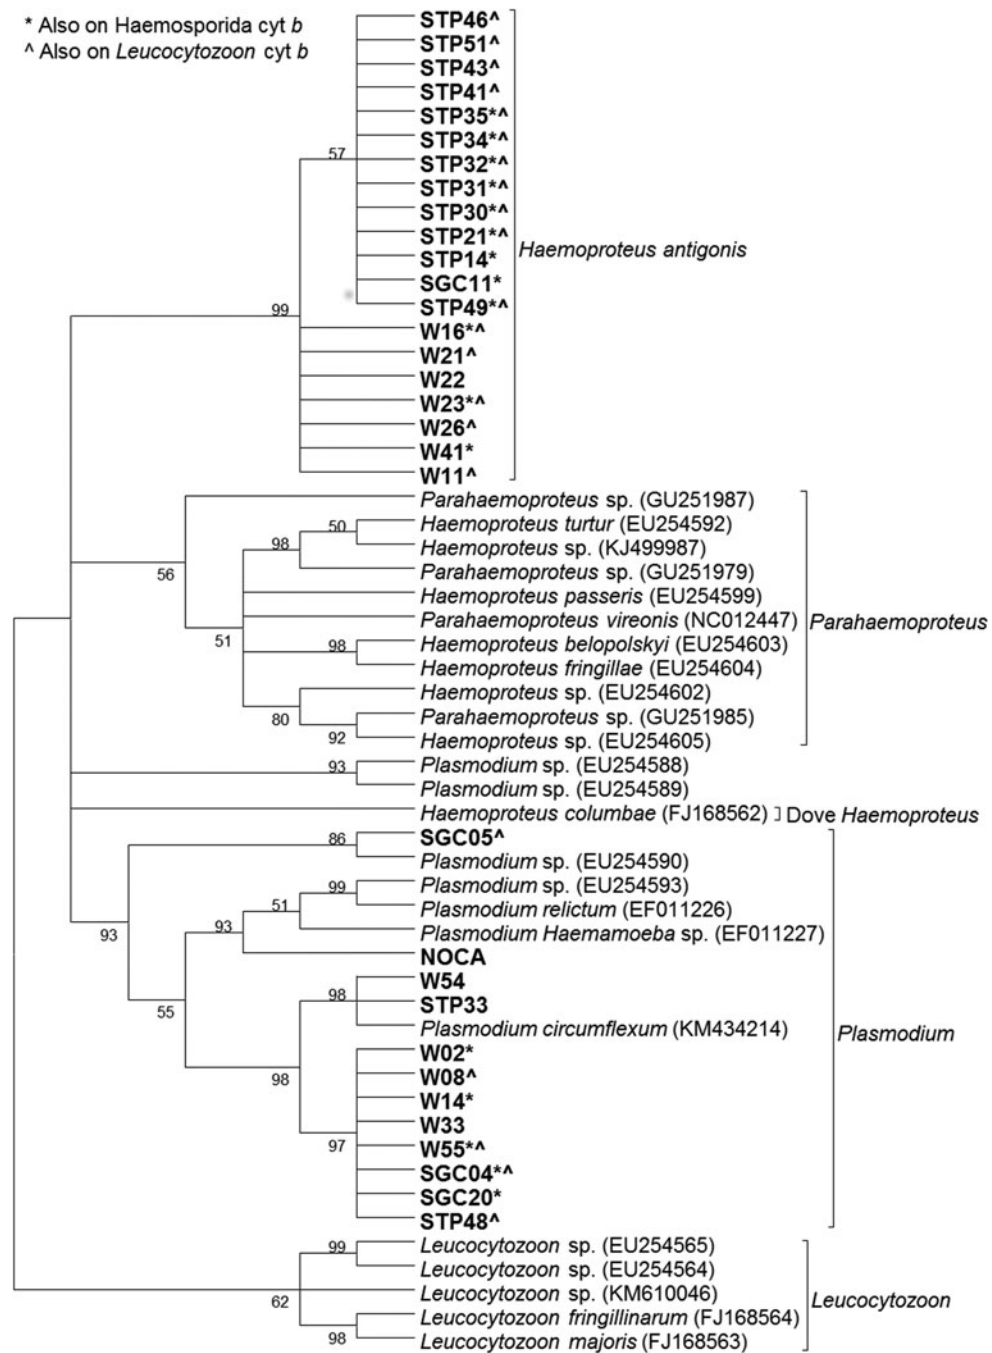 * Also on Haemosporida cyt b
^ Also on Leucocytozoon cyt b
STP46^
STP51^
STP43^
STP41^
STP35*^
STP34*^
57
STP32*^
STP31*^
STP30*^
STP21*^
Haemoproteus antigonis
STP14*
SGC11*
STP49*^
99
W16*^
W21^
W22
W23*^
W26^
W41*
W11^
Parahaemoproteus sp. (GU251987)
50
Haemoproteus turtur (EU254592)
98
Haemoproteus sp. (KJ499987)
56
Parahaemoproteus sp. (GU251979)
Haemoproteus passeris (EU254599)
Parahaemoproteus vireonis (NC012447)
Parahaemoproteus
51
98
Haemoproteus belopolskyi (EU254603)
Haemoproteus fringillae (EU254604)
Haemoproteus sp. (EU254602)
80
Parahaemoproteus sp. (GU251985)
92
Haemoproteus sp. (EU254605)
93
Plasmodium sp. (EU254588)
Plasmodium sp. (EU254589)
Haemoproteus columbae (FJ168562)
Dove Haemoproteus
86
SGC05^
Plasmodium sp. (EU254590)
99
Plasmodium sp. (EU254593)
51
Plasmodium relictum (EF011226)
93
93
Plasmodium Haemamoeba sp. (EF011227)
NOCA
W54
98
STP33
55
Plasmodium circumflexum (KM434214)
Plasmodium
W02*
98
W08^
W14*
W33
97
W55*^
SGC04*^
SGC20*
STP48^
99
Leucocytozoon sp. (EU254565)
Leucocytozoon sp. (EU254564)
62
Leucocytozoon sp. (KM610046)
Leucocytozoon
Leucocytozoon fringillinarum (FJ168564)
98
Leucocytozoon majoris (FJ168563)